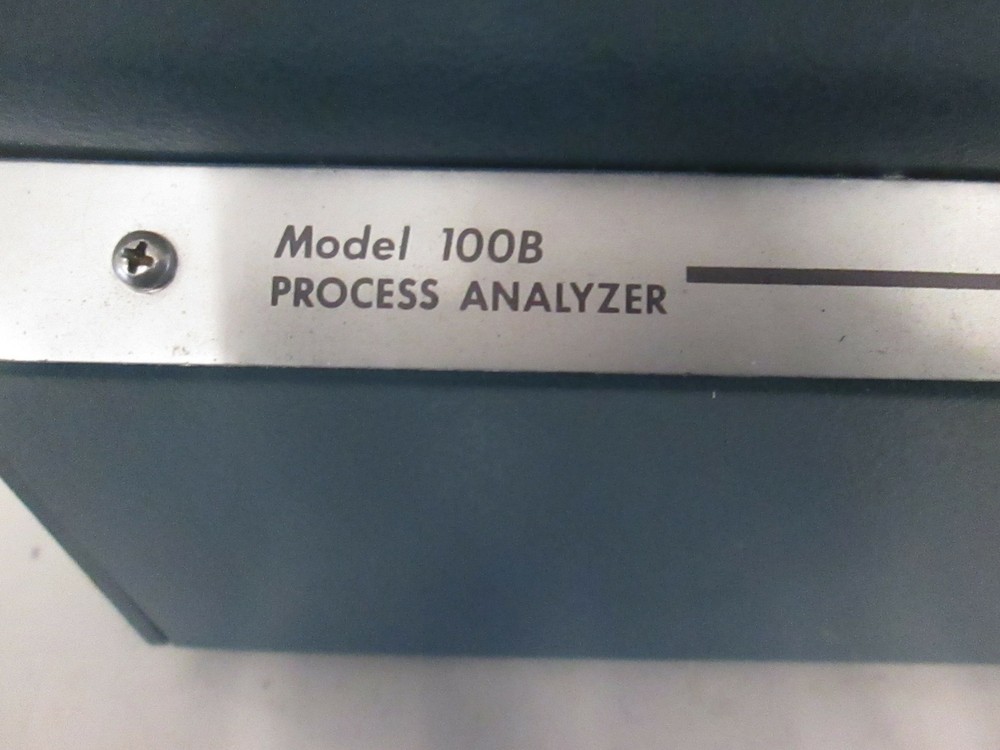 Model 100B
PROCESS ANALYZER